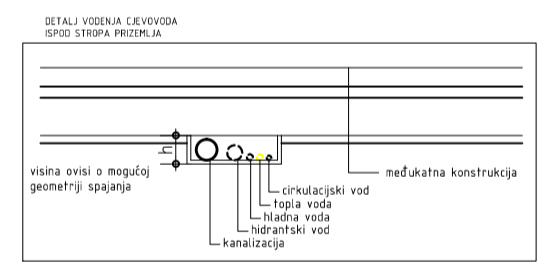 DETALJ VOĐENJA CJEVOVODA
ISPOD STROPA PRIZEMLJA
h
visina ovisi o mogućoj
geometriji spajanja
međukatna konstrukcija
cirkulacijski vod
topla voda
hladna voda
hidrantski vod
kanalizacija